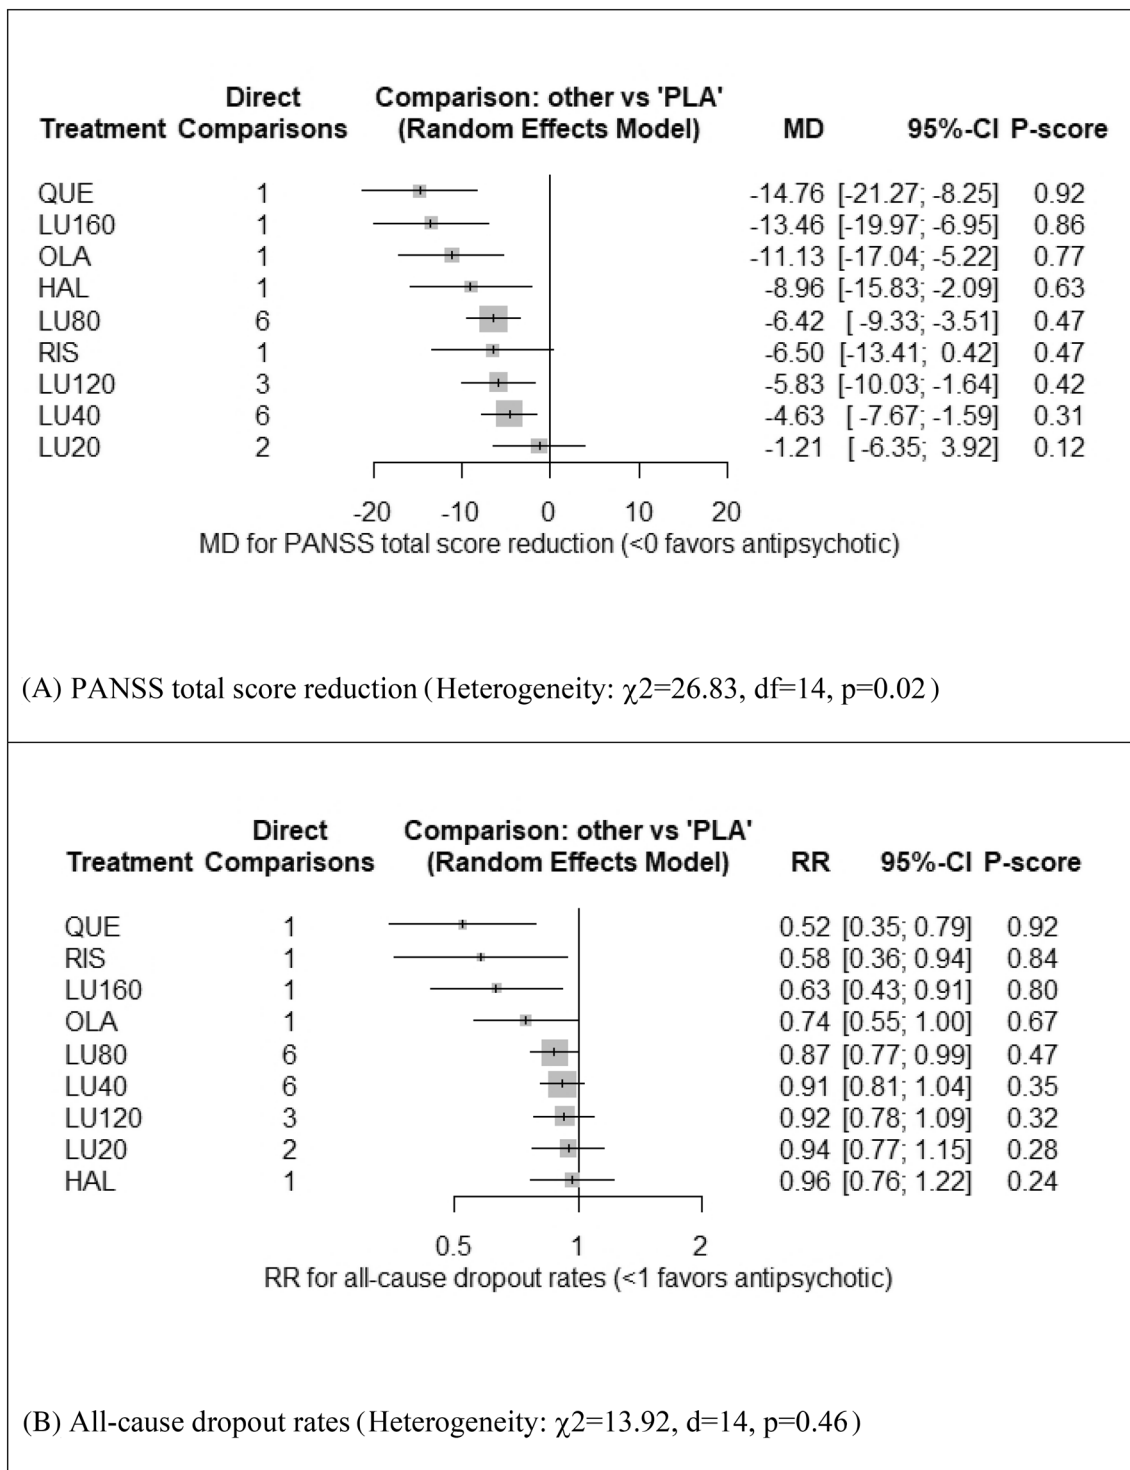 Direct Comparison: other vs 'PLA'
Treatment Comparisons (Random Effects Model) MD 95%-CI P-score
QUE 1 -14.76 [-21.27; -8.25] 0.92
LU160 1 -13.46 [-19.97; -6.95] 0.86
OLA 1 -11.13 [-17.04; -5.22] 0.77
HAL 1 -8.96 [-15.83; -2.09] 0.63
LU80 6 -6.42 [ -9.33; -3.51] 0.47
RIS 1 -6.50 [-13.41; 0.42] 0.47
LU120 3 -5.83 [-10.03; -1.64] 0.42
LU40 6 -4.63 [ -7.67; -1.59] 0.31
LU20 2 -1.21 [ -6.35; 3.92] 0.12
-20 -10 0 10 20
MD for PANSS total score reduction (<0 favors antipsychotic)
(A) PANSS total score reduction (Heterogeneity: χ2=26.83, df=14, p=0.02)
Direct Comparison: other vs 'PLA'
Treatment Comparisons (Random Effects Model) RR 95%-CI P-score
QUE 1 0.52 [0.35; 0.79] 0.92
RIS 1 0.58 [0.36; 0.94] 0.84
LU160 1 0.63 [0.43; 0.91] 0.80
OLA 1 0.74 [0.55; 1.00] 0.67
LU80 6 0.87 [0.77; 0.99] 0.47
LU40 6 0.91 [0.81; 1.04] 0.35
LU120 3 0.92 [0.78; 1.09] 0.32
LU20 2 0.94 [0.77; 1.15] 0.28
HAL 1 0.96 [0.76; 1.22] 0.24
0.5 1 2
RR for all-cause dropout rates (<1 favors antipsychotic)
(B) All-cause dropout rates (Heterogeneity: χ2=13.92, d=14, p=0.46)